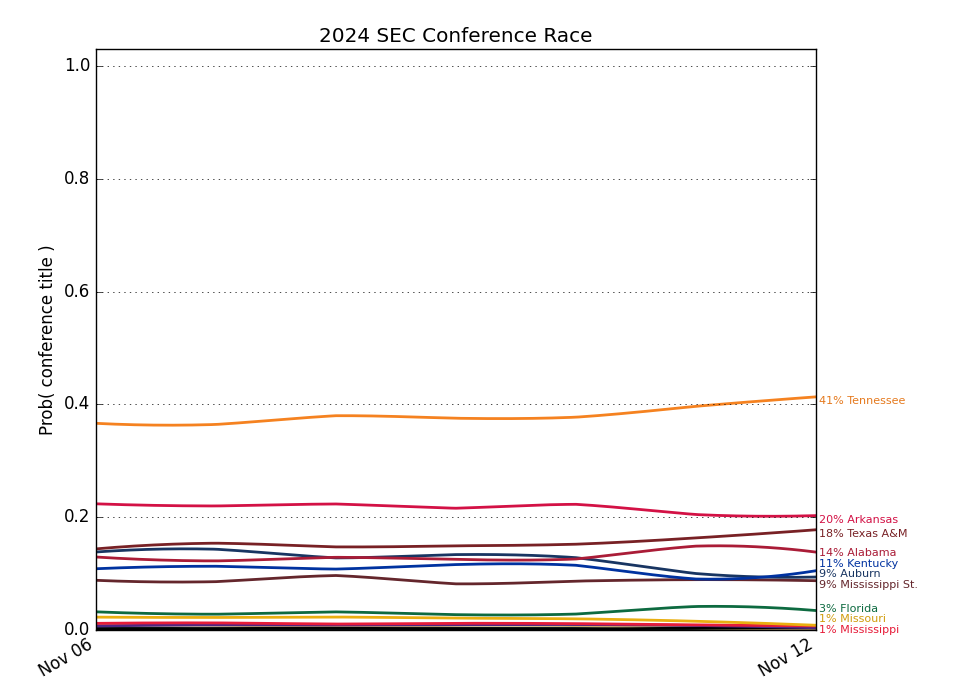 2024 SEC Conference Race
Prob( conference title )
1.0
0.8
0.6
0.4
0.2
0.0
Nov 06
Nov 12
41% Tennessee
20% Arkansas
18% Texas A&M
14% Alabama
11% Kentucky
9% Auburn
9% Mississippi St.
3% Florida
1% Missouri
1% Mississippi